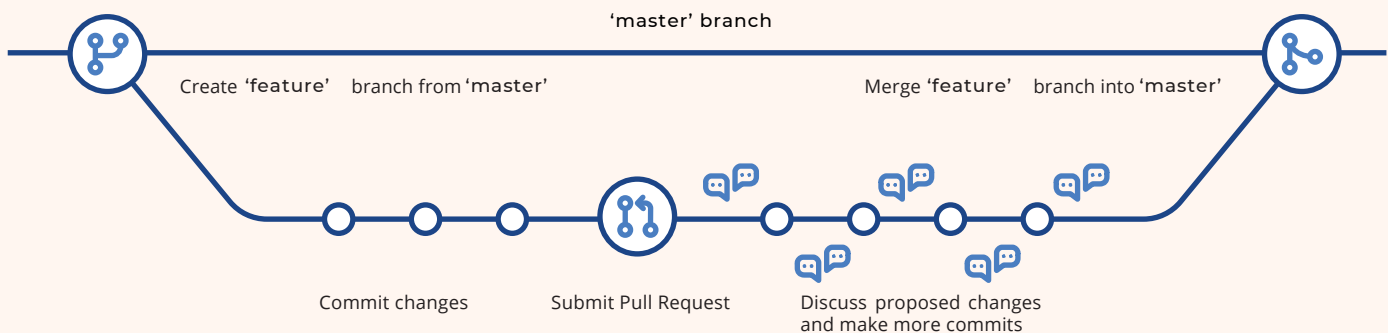 ‘master’ branch
Create ‘feature’ branch from ‘master’
Merge ‘feature’ branch into ‘master’
Commit changes
Submit Pull Request
Discuss proposed changes
and make more commits